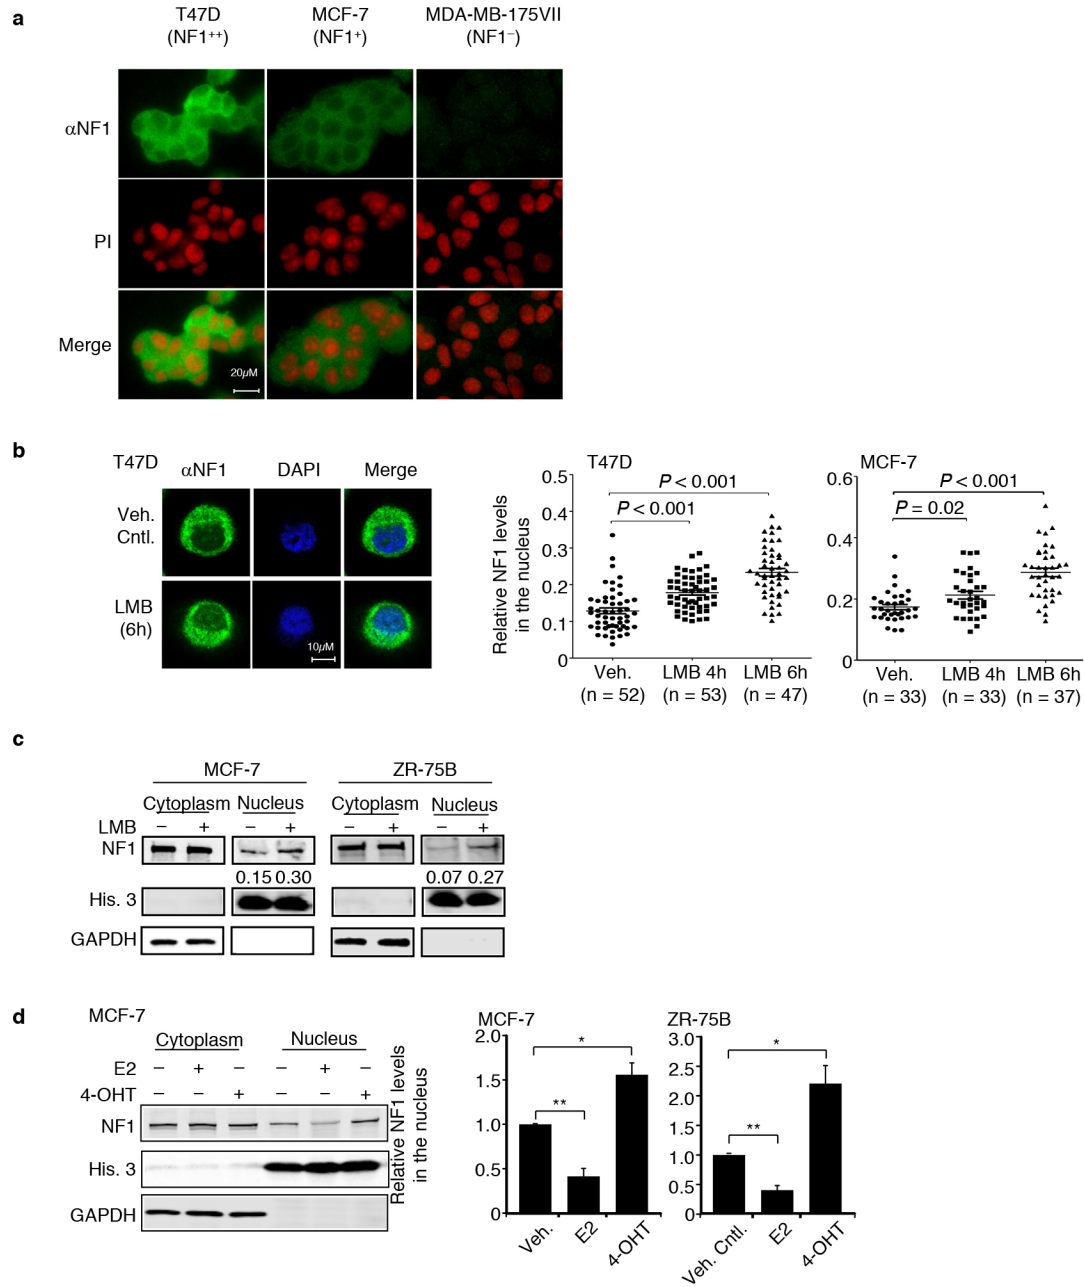 a
T47D
(NF1++)
MCF-7
(NF1+)
MDA-MB-175VII
(NF1–)
αNF1
PI
Merge
20µM
b
T47D
αNF1
DAPI
Merge
Veh.
Cntl.
LMB
(6h)
10µM
Relative NF1 levels
in the nucleus
T47D
P < 0.001
P < 0.001
0.5
0.4
0.3
0.2
0.1
0
Veh.
(n = 52)
LMB 4h
(n = 53)
LMB 6h
(n = 47)
MCF-7
P < 0.001
P = 0.02
0.6
0.4
0.2
0
Veh.
(n = 33)
LMB 4h
(n = 33)
LMB 6h
(n = 37)
c
MCF-7
ZR-75B
Cytoplasm Nucleus
Cytoplasm Nucleus
LMB – + – + – + – +
NF1
0.15 0.30
0.07 0.27
His. 3
GAPDH
d
MCF-7
Cytoplasm
Nucleus
E2 – + – – + –
4-OHT – – + – – +
NF1
His. 3
GAPDH
Relative NF1 levels
in the nucleus
MCF-7
2.0
1.5
1.0
0.5
0
*
**
Veh.
E2
4-OHT
ZR-75B
3.0
2.5
2.0
1.5
1.0
0.5
0
*
**
Veh. Cntl.
E2
4-OHT